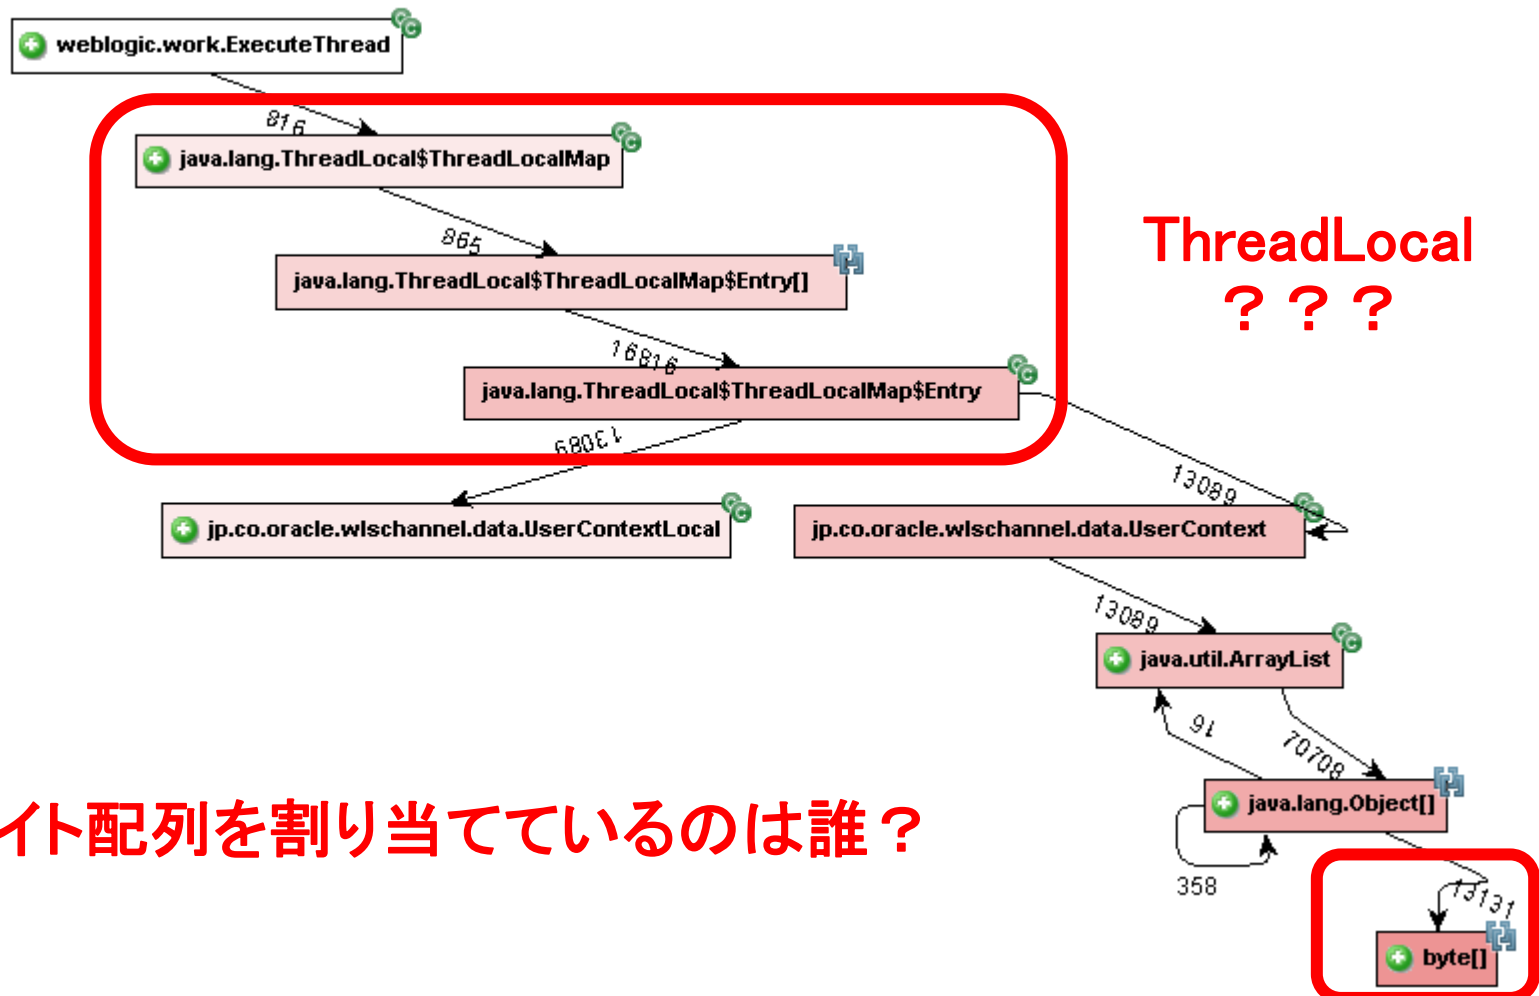 weblogic.work.ExecuteThread
816
java.lang.ThreadLocal$ThreadLocalMap
865
java.lang.ThreadLocal$ThreadLocalMap$Entry[]
ThreadLocal
？？？
16816
java.lang.ThreadLocal$ThreadLocalMap$Entry
13089
13089
jp.co.oracle.wlschannel.data.UserContextLocal
jp.co.oracle.wlschannel.data.UserContext
13089
java.util.ArrayList
16
70708
java.lang.Object[]
イト配列を割り当てているのは誰？
358
13131
byte[]